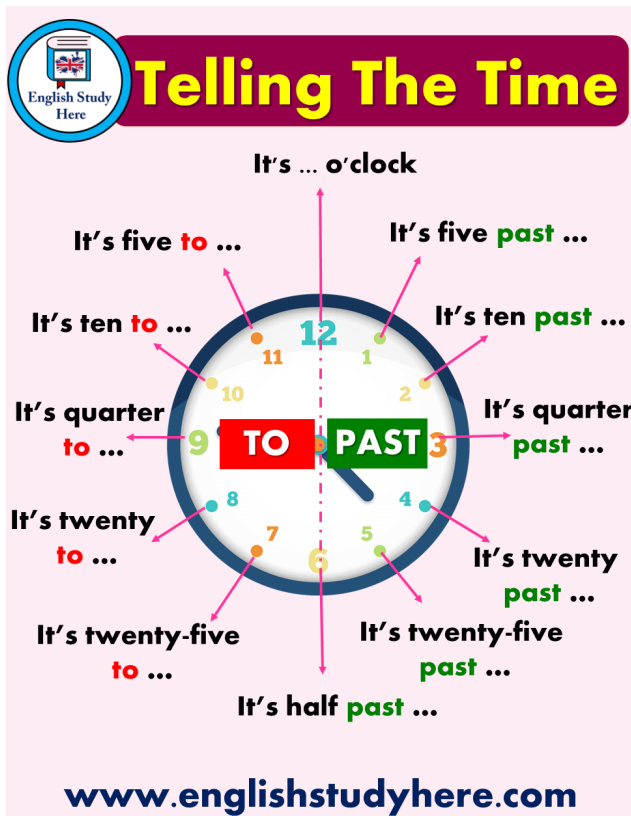 English Study
Here
Telling The Time
It's ... o'clock
It's five to ...
It's five past ...
It's ten to ...
It's ten past ...
12
11
1
10
2
It's quarter
to ...
It's quarter
past ...
9
TO
PAST
3
8
4
It's twenty
to ...
It's twenty
past ...
7
5
6
It's twenty-five
to ...
It's twenty-five
past ...
It's half past ...
www.englishstudyhere.com